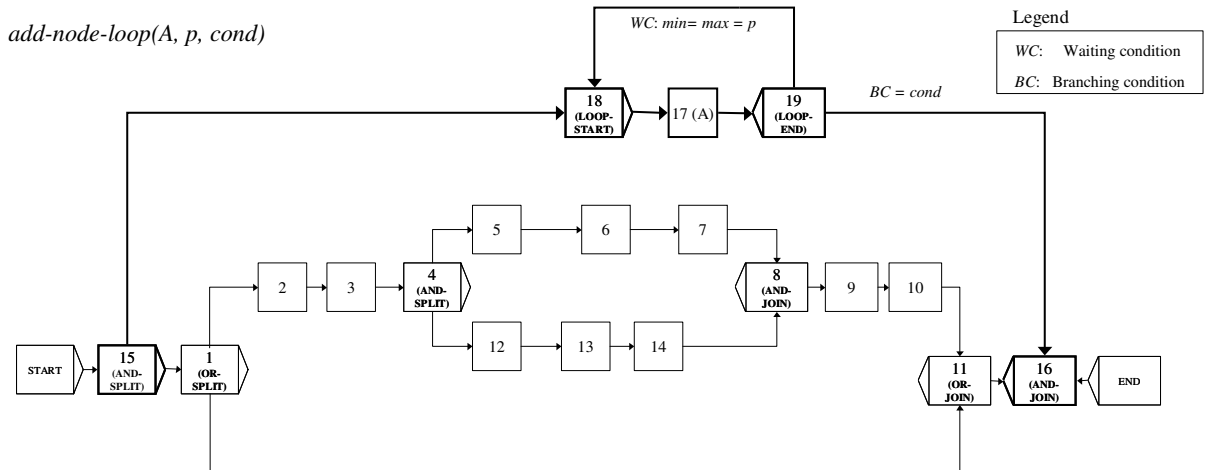 add-node-loop(A, p, cond)
WC: min= max = p
Legend
WC: Waiting condition
BC: Branching condition
BC = cond
18
(LOOP-
START)
17 (A)
19
(LOOP-
END)
5
6
7
2
3
4
(AND-
SPLIT)
8
(AND-
JOIN)
9
10
12
13
14
START
15
(AND-
SPLIT)
1
(OR-
SPLIT)
11
(OR-
JOIN)
16
(AND-
JOIN)
END